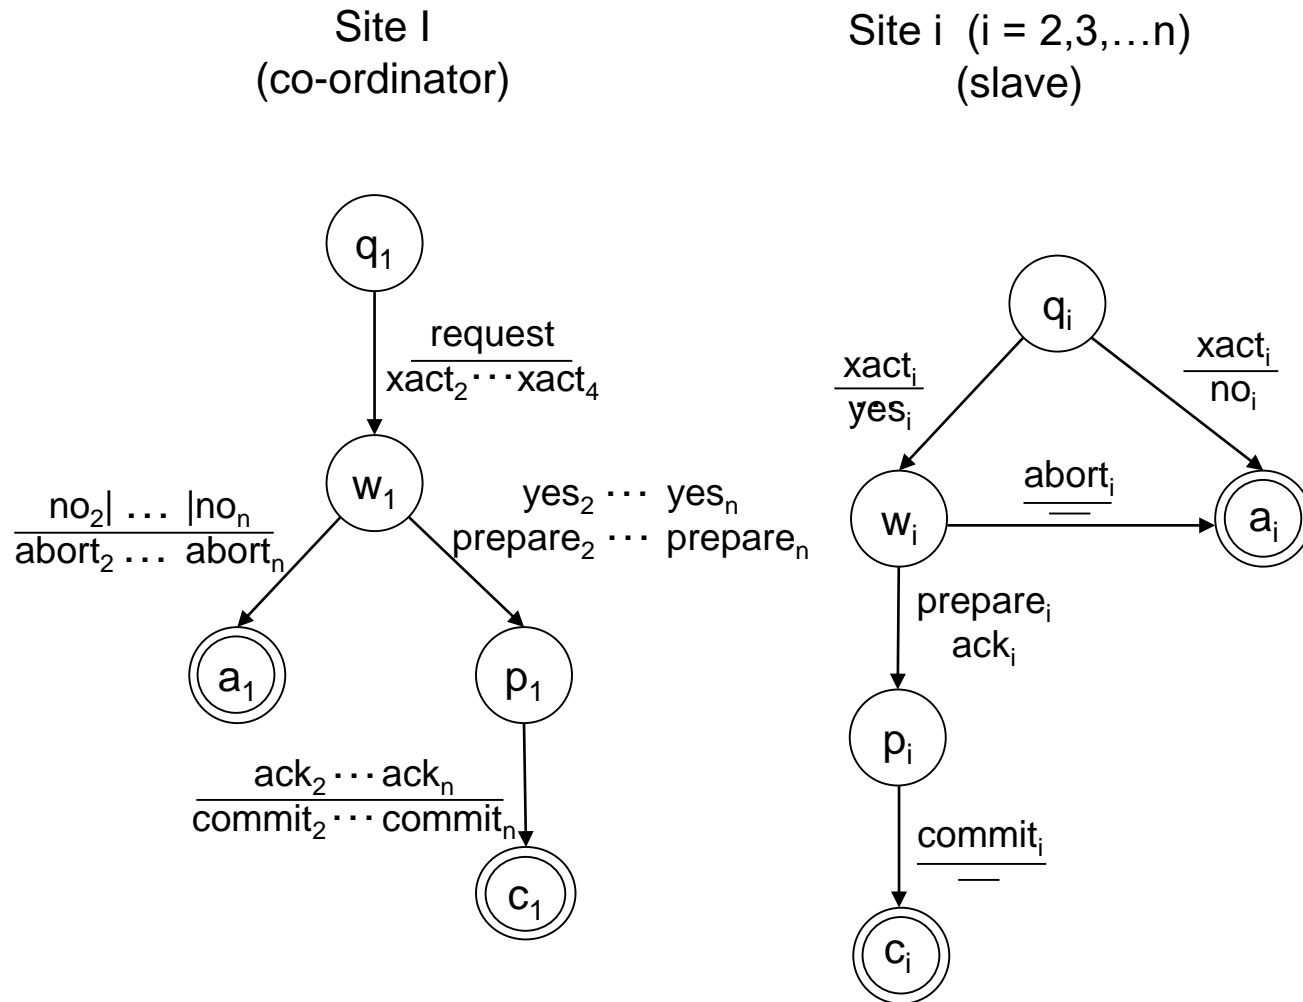 Site I
(co-ordinator)
q₁
request
xact₂ ··· xact₄
w₁
no₂| ... |noₙ
abort₂ ... abortₙ
yes₂ ··· yesₙ
prepare₂ ··· prepareₙ
a₁
p₁
ack₂ ··· ackₙ
commit₂ ··· commitₙ
c₁
Site i (i = 2,3,...n)
(slave)
qᵢ
xactᵢ
yesᵢ
xactᵢ
noᵢ
wᵢ
abortᵢ
aᵢ
prepareᵢ
ackᵢ
pᵢ
commitᵢ
cᵢ